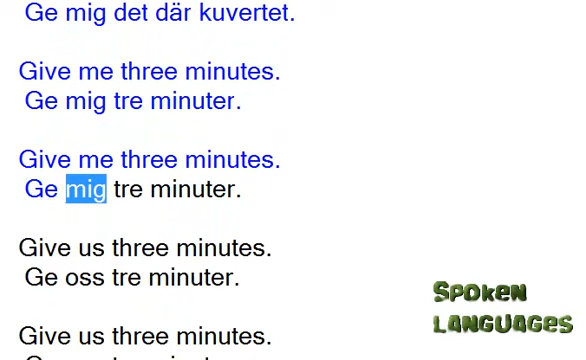 Ge mig det där kuvertet.
Give me three minutes.
Ge mig tre minuter.
Give me three minutes.
Ge mig tre minuter.
Give us three minutes.
Ge oss tre minuter.
Give us three minutes.
Spoken
Languages